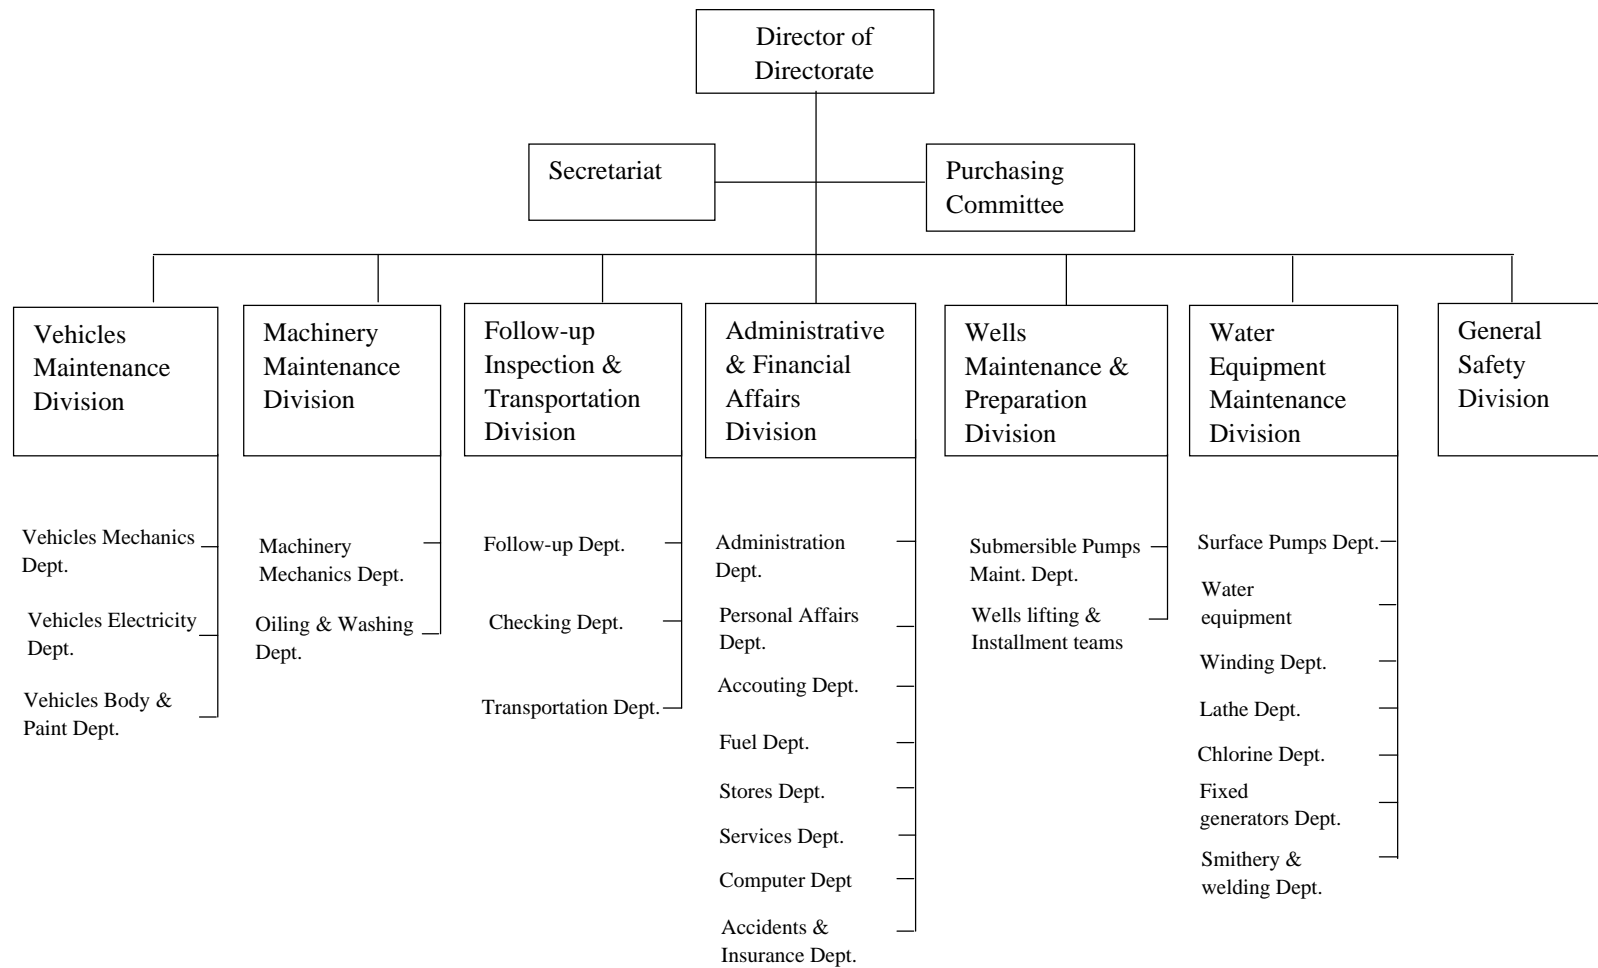 Director of
Directorate
Secretariat
Purchasing
Committee
Vehicles
Maintenance
Division
Machinery
Maintenance
Division
Follow-up
Inspection &
Transportation
Division
Administrative
& Financial
Affairs
Division
Wells
Maintenance &
Preparation
Division
Water
Equipment
Maintenance
Division
General
Safety
Division
Vehicles Mechanics
Dept.
Vehicles Electricity
Dept.
Vehicles Body &
Paint Dept.
Machinery
Mechanics Dept.
Oiling & Washing
Dept.
Follow-up Dept.
Checking Dept.
Transportation Dept.
Administration
Dept.
Personal Affairs
Dept.
Accouting Dept.
Fuel Dept.
Stores Dept.
Services Dept.
Computer Dept
Accidents &
Insurance Dept.
Submersible Pumps
Maint. Dept.
Wells lifting &
Installment teams
Surface Pumps Dept.
Water
equipment
Winding Dept.
Lathe Dept.
Chlorine Dept.
Fixed
generators Dept.
Smithery &
welding Dept.